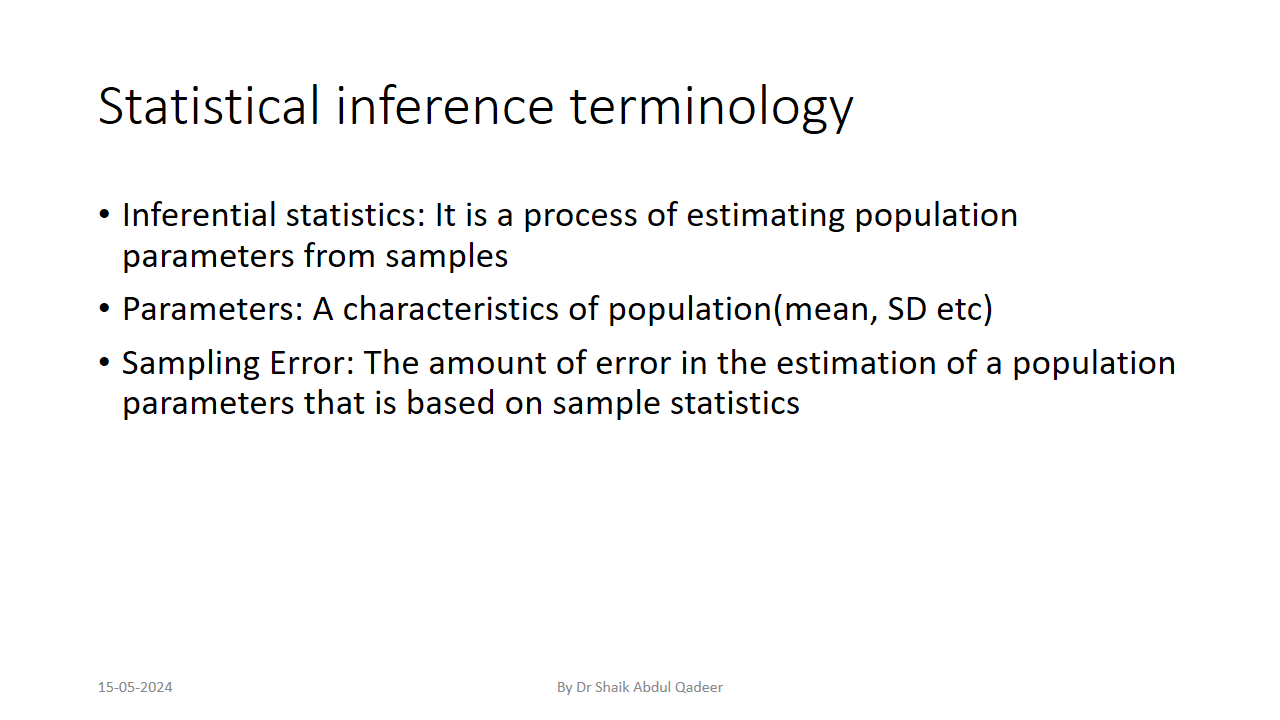 Statistical inference terminology
• Inferential statistics: It is a process of estimating population
parameters from samples
• Parameters: A characteristics of population(mean, SD etc)
• Sampling Error: The amount of error in the estimation of a population
parameters that is based on sample statistics
15-05-2024
By Dr Shaik Abdul Qadeer